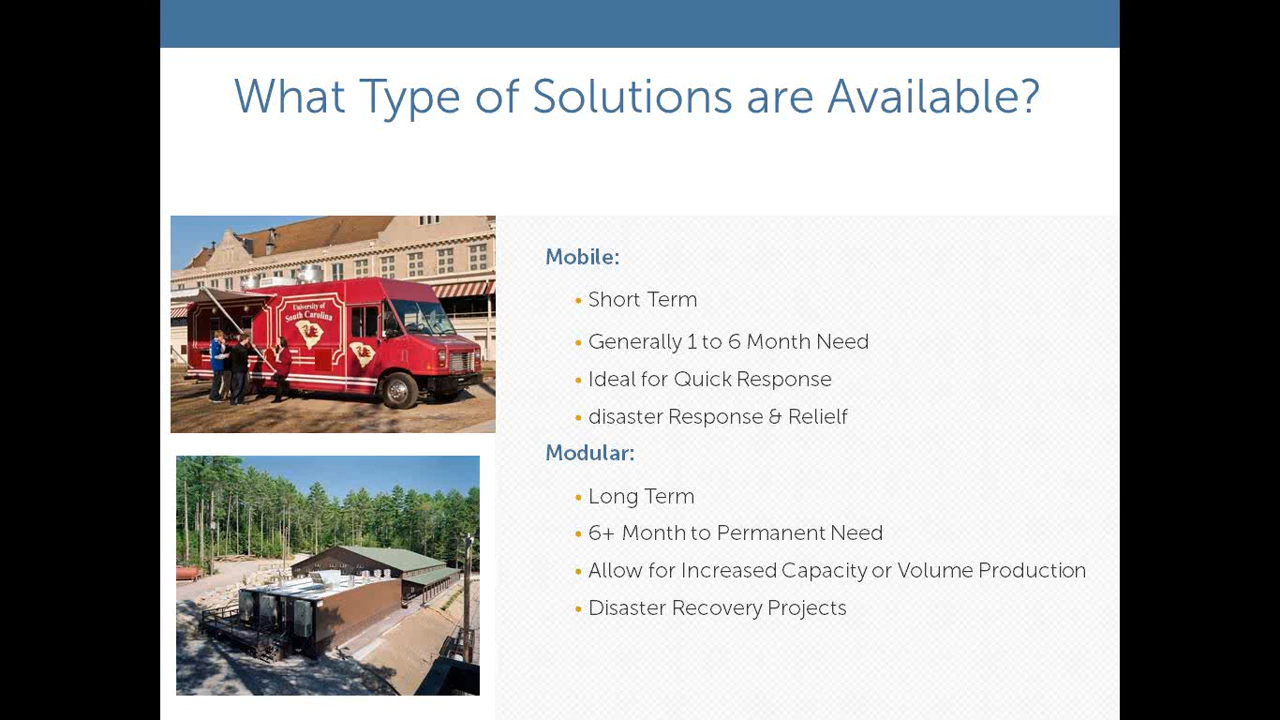 What Type of Solutions are Available?
University of
South Carolina
Mobile:
• Short Term
• Generally 1 to 6 Month Need
• Ideal for Quick Response
• disaster Response & Relielf
Modular:
• Long Term
• 6+ Month to Permanent Need
• Allow for Increased Capacity or Volume Production
• Disaster Recovery Projects